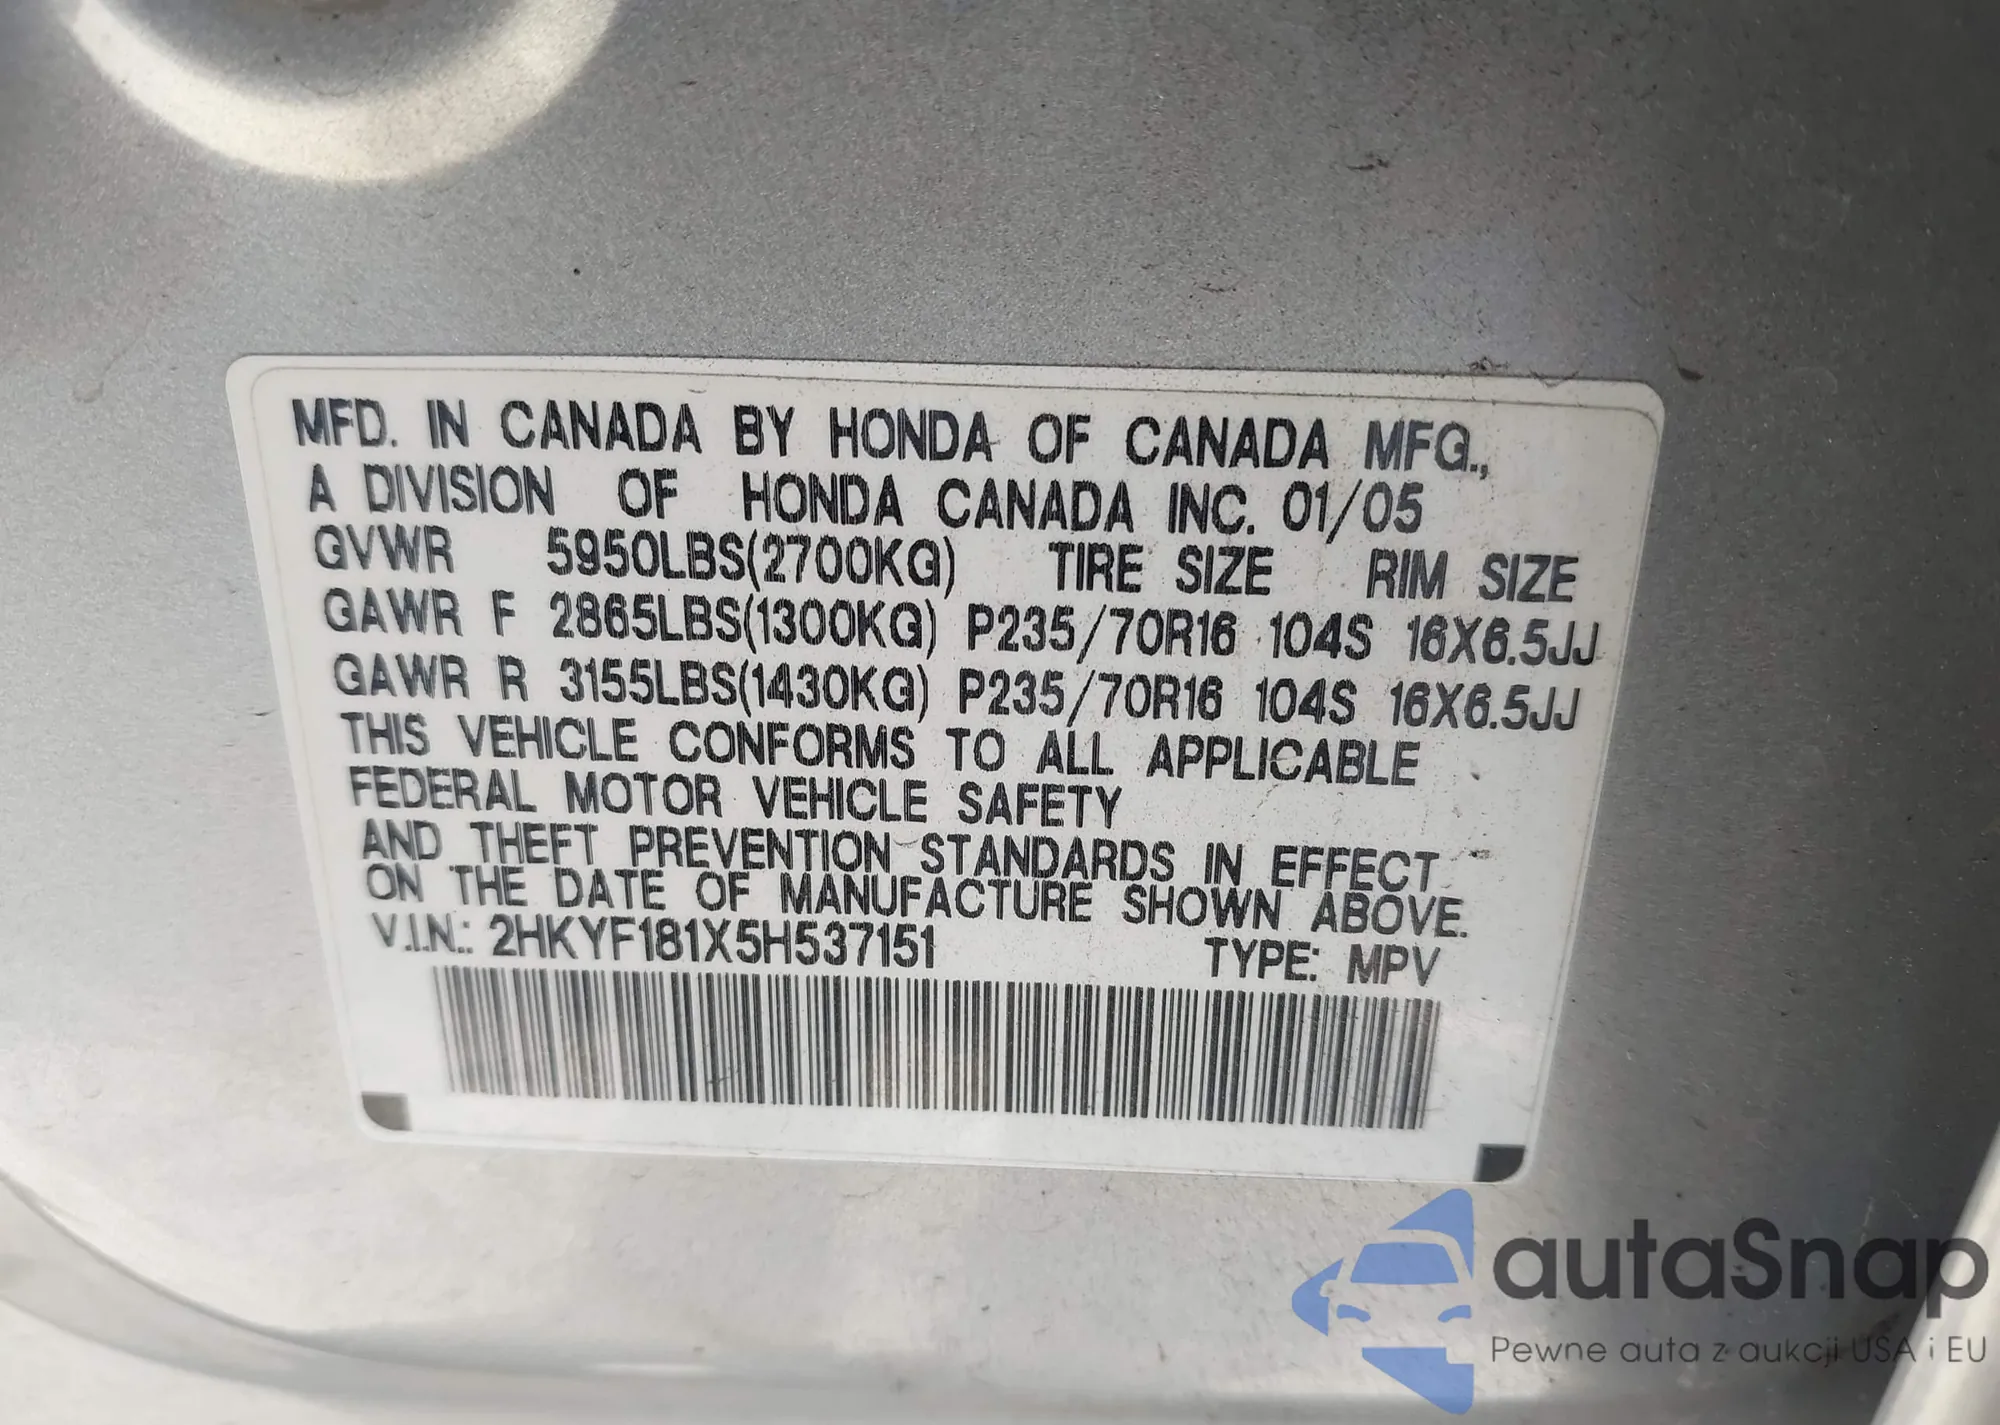 MFD. IN CANADA BY HONDA OF CANADA MFG.,
A DIVISION OF HONDA CANADA INC. 01/05
GVWR 5950LBS(2700KG) TIRE SIZE RIM SIZE
GAWR F 2865LBS(1300KG) P235/70R16 104S 16X6.5JJ
GAWR R 3155LBS(1430KG) P235/70R16 104S 16X6.5JJ
THIS VEHICLE CONFORMS TO ALL APPLICABLE
FEDERAL MOTOR VEHICLE SAFETY
AND THEFT PREVENTION STANDARDS IN EFFECT
ON THE DATE OF MANUFACTURE SHOWN ABOVE.
V.I.N.: 2HKYF181X5H537151 TYPE: MPV
autaSnap
Pewne auta z aukcji USA i EU